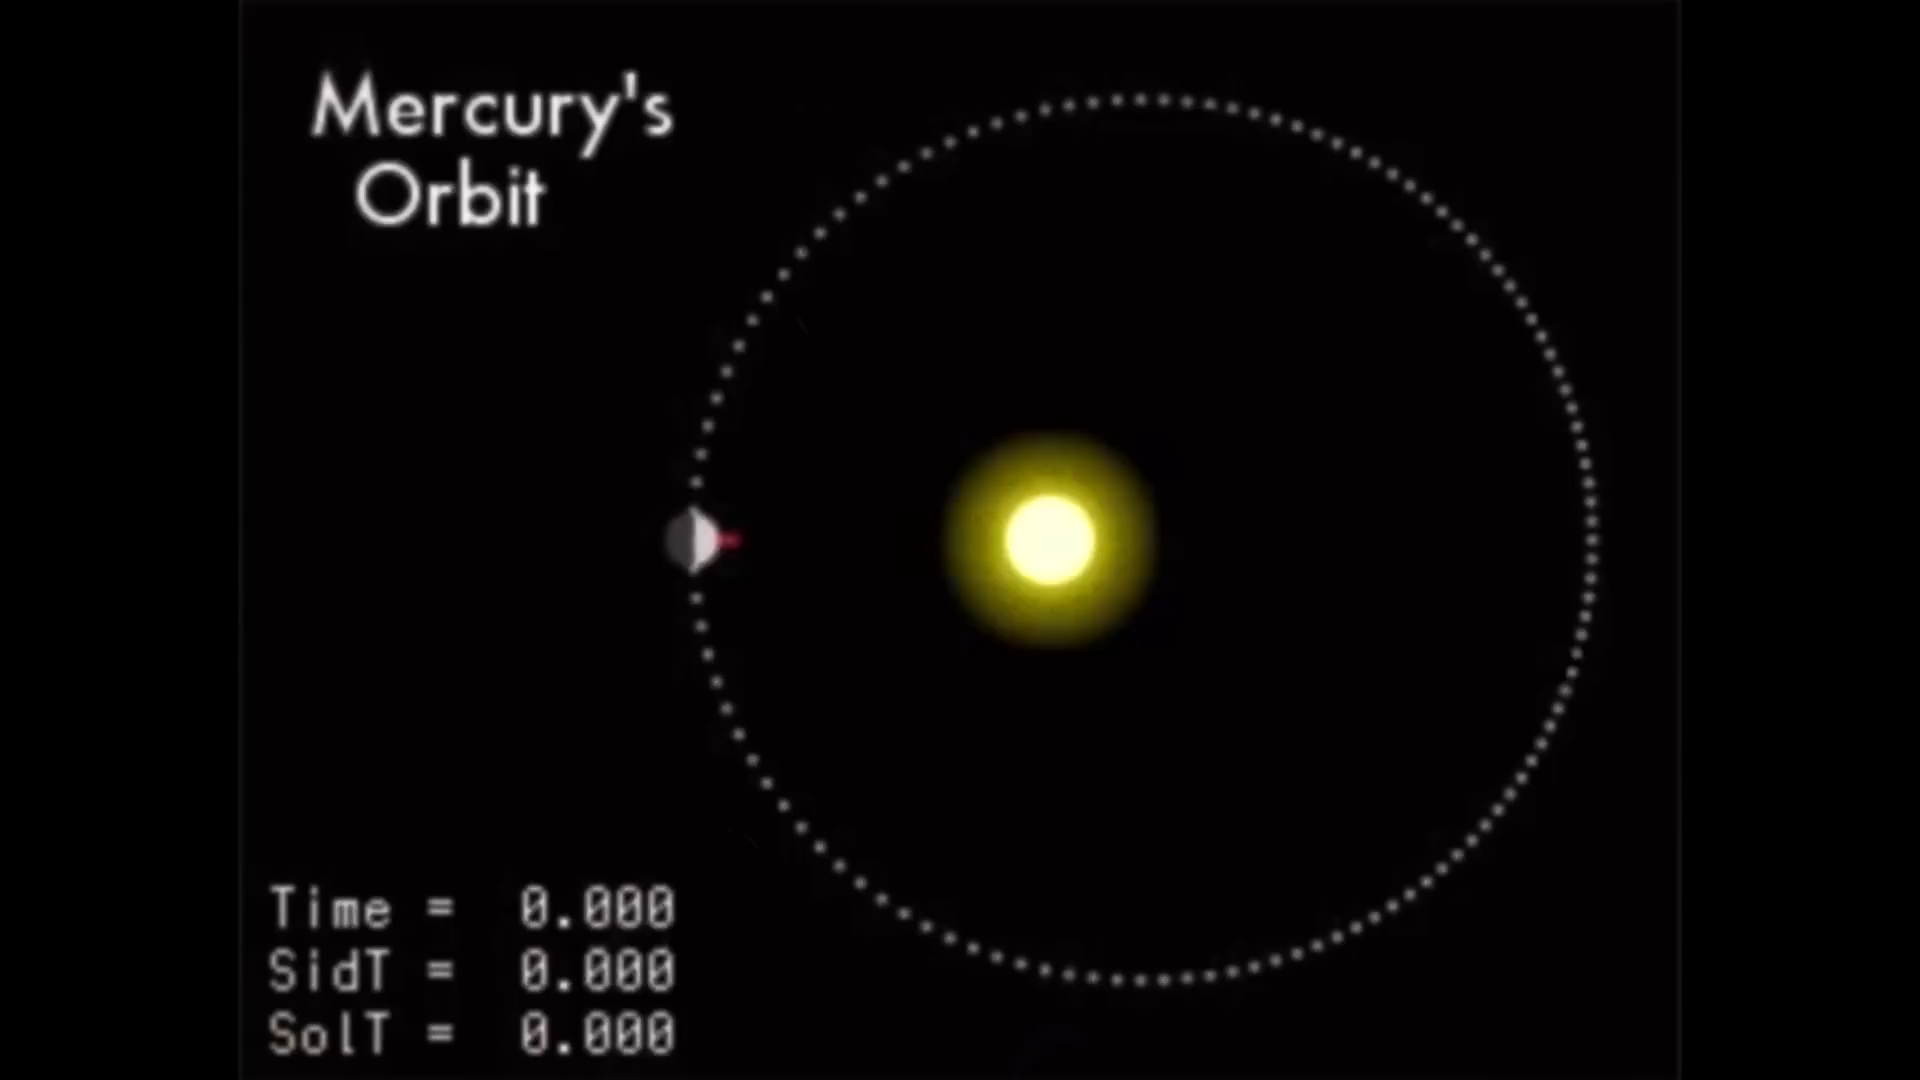 Mercury's
Orbit
Time = 0.000
SidT = 0.000
SolT = 0.000